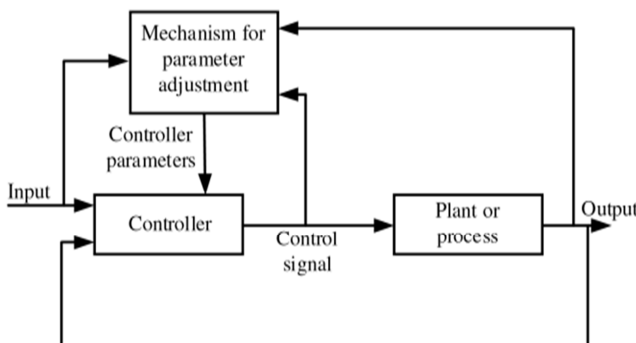 Mechanism for
parameter
adjustment
Controller
parameters
Input
Controller
Control
signal
Plant or
process
Output